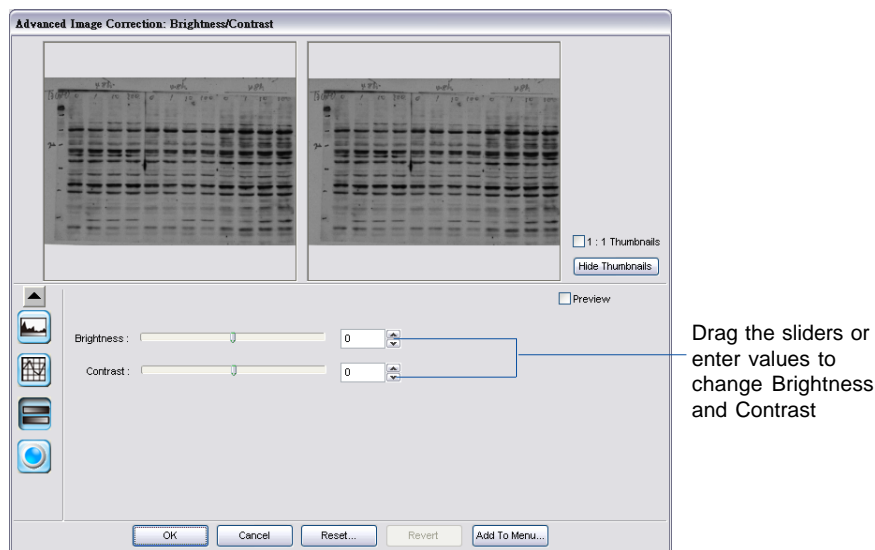 Advanced Image Correction: Brightness/Contrast
1 : 1 Thumbnails
Hide Thumbnails
Preview
Brightness : 0
Contrast : 0
Drag the sliders or
enter values to
change Brightness
and Contrast
OK Cancel Reset... Revert Add To Menu...